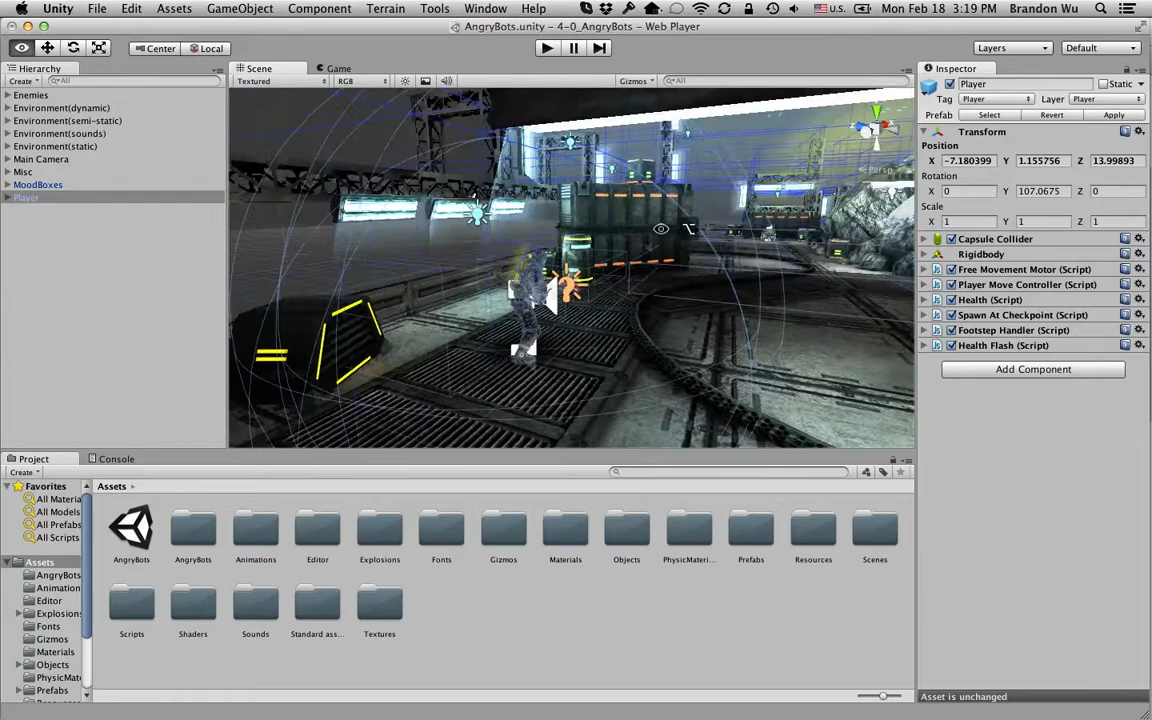 Unity File Edit Assets GameObject Component Terrain Tools Window Help U.S. Mon Feb 18 3:19 PM Brandon Wu
AngryBots.unity - 4-0_AngryBots - Web Player
Center Local Layers Default
Hierarchy
Create All
Enemies
Environment(dynamic)
Environment(semi-static)
Environment(sounds)
Environment(static)
Main Camera
Misc
MoodBoxes
Player
Scene Game
Textured RGB Gizmos All
Persp
Inspector
Player Static
Tag Player Layer Player
Prefab Select Revert Apply
Transform
Position
X -7.180399 Y 1.155756 Z 13.99893
Rotation
X 0 Y 107.0675 Z 0
Scale
X 1 Y 1 Z 1
Capsule Collider
Rigidbody
Free Movement Motor (Script)
Player Move Controller (Script)
Health (Script)
Spawn At Checkpoint (Script)
Footstep Handler (Script)
Health Flash (Script)
Add Component
Asset is unchanged
Project Console
Create
Favorites
All Materia
All Models
All Prefabs
All Scripts
Assets
AngryBots
Animation
Editor
Explosions
Fonts
Gizmos
Materials
Objects
PhysicMate
Prefabs
Assets
AngryBots AngryBots Animations Editor Explosions Fonts Gizmos Materials Objects PhysicMateri... Prefabs Resources Scenes
Scripts Shaders Sounds Standard ass... Textures